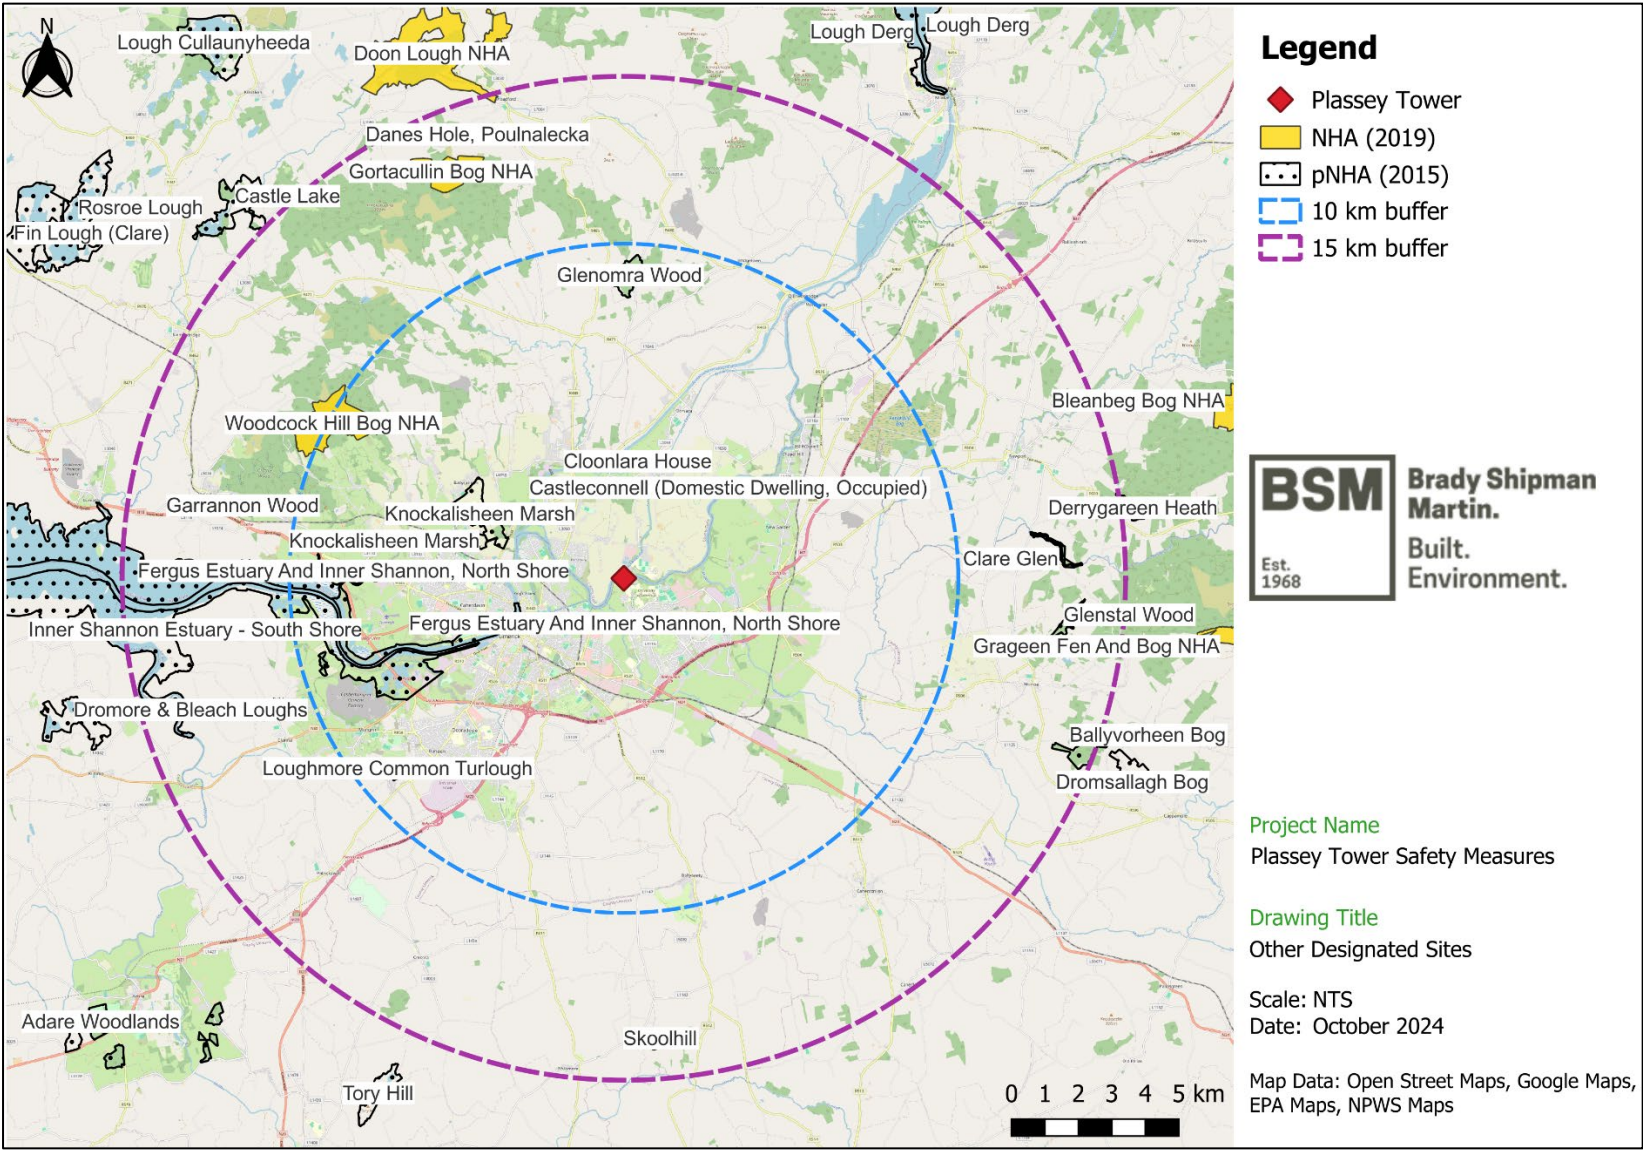 N
Lough Cullaunyheeda
Doon Lough NHA
Lough Derg
Lough Derg
Danes Hole, Poulnalecka
Gortacullin Bog NHA
Castle Lake
Rosroe Lough
Fin Lough (Clare)
Glenomra Wood
Bleanbeg Bog NHA
Woodcock Hill Bog NHA
Cloonlara House
Castleconnell (Domestic Dwelling, Occupied)
Garrannon Wood
Knockalisheen Marsh
Derrygareen Heath
Knockalisheen Marsh
Clare Glen
Fergus Estuary And Inner Shannon, North Shore
Glenstal Wood
Fergus Estuary And Inner Shannon, North Shore
Inner Shannon Estuary - South Shore
Grageen Fen And Bog NHA
Dromore & Bleach Loughs
Ballyvorheen Bog
Loughmore Common Turlough
Dromsallagh Bog
Adare Woodlands
Skoolhill
Tory Hill
0 1 2 3 4 5 km
Legend
Plassey Tower
NHA (2019)
pNHA (2015)
10 km buffer
15 km buffer
BSM
Est.
1968
Brady Shipman
Martin.
Built.
Environment.
Project Name
Plassey Tower Safety Measures
Drawing Title
Other Designated Sites
Scale: NTS
Date: October 2024
Map Data: Open Street Maps, Google Maps,
EPA Maps, NPWS Maps